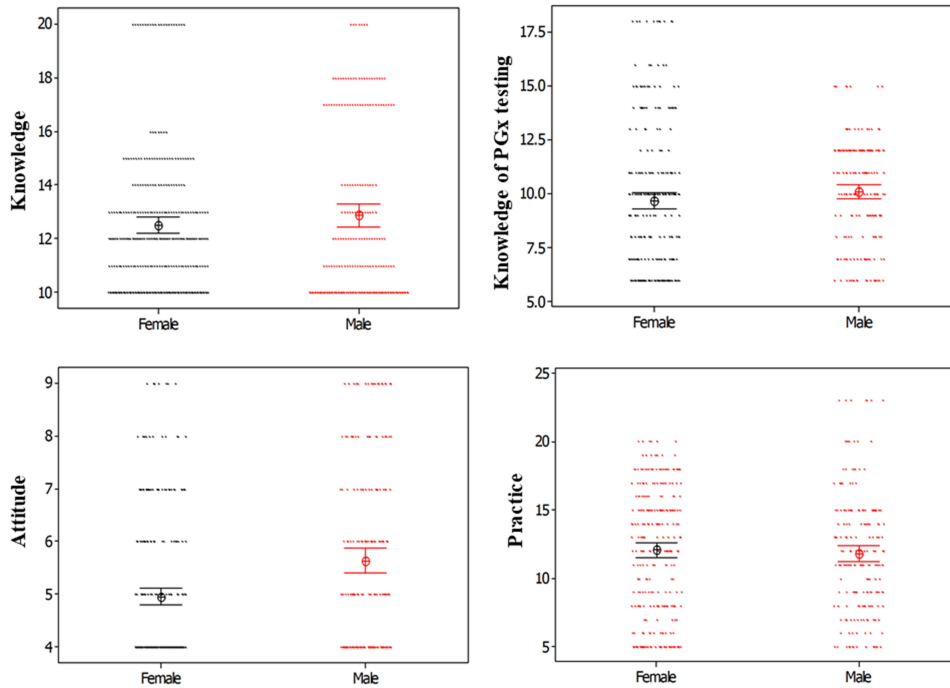 Knowledge
20
18
16
14
12
10
Female
Male
Knowledge of PGx testing
17.5
15.0
12.5
10.0
7.5
5.0
Female
Male
Attitude
9
8
7
6
5
4
Female
Male
Practice
25
20
15
10
5
Female
Male